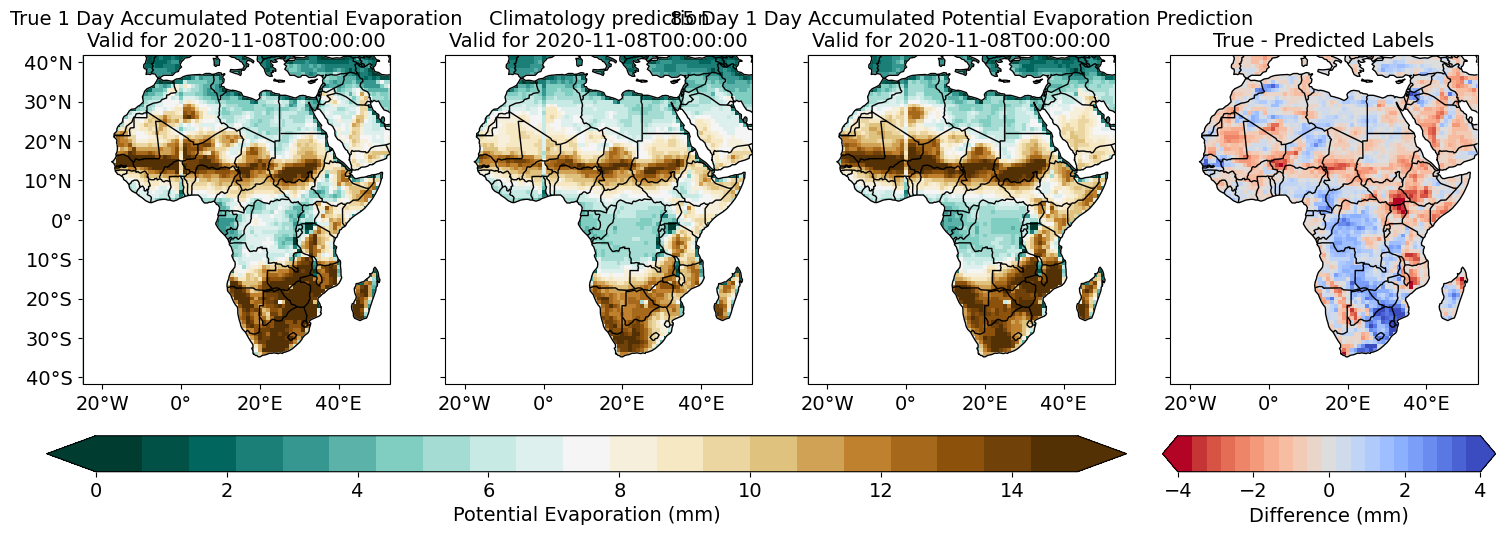 True 1 Day Accumulated Potential Evaporation
Valid for 2020-11-08T00:00:00
Climatology prediction
Valid for 2020-11-08T00:00:00
85 Day 1 Day Accumulated Potential Evaporation Prediction
Valid for 2020-11-08T00:00:00
True - Predicted Labels
40°N
30°N
20°N
10°N
0°
10°S
20°S
30°S
40°S
20°W 0° 20°E 40°E
20°W 0° 20°E 40°E
20°W 0° 20°E 40°E
20°W 0° 20°E 40°E
0 2 4 6 8 10 12 14
Potential Evaporation (mm)
−4 −2 0 2 4
Difference (mm)